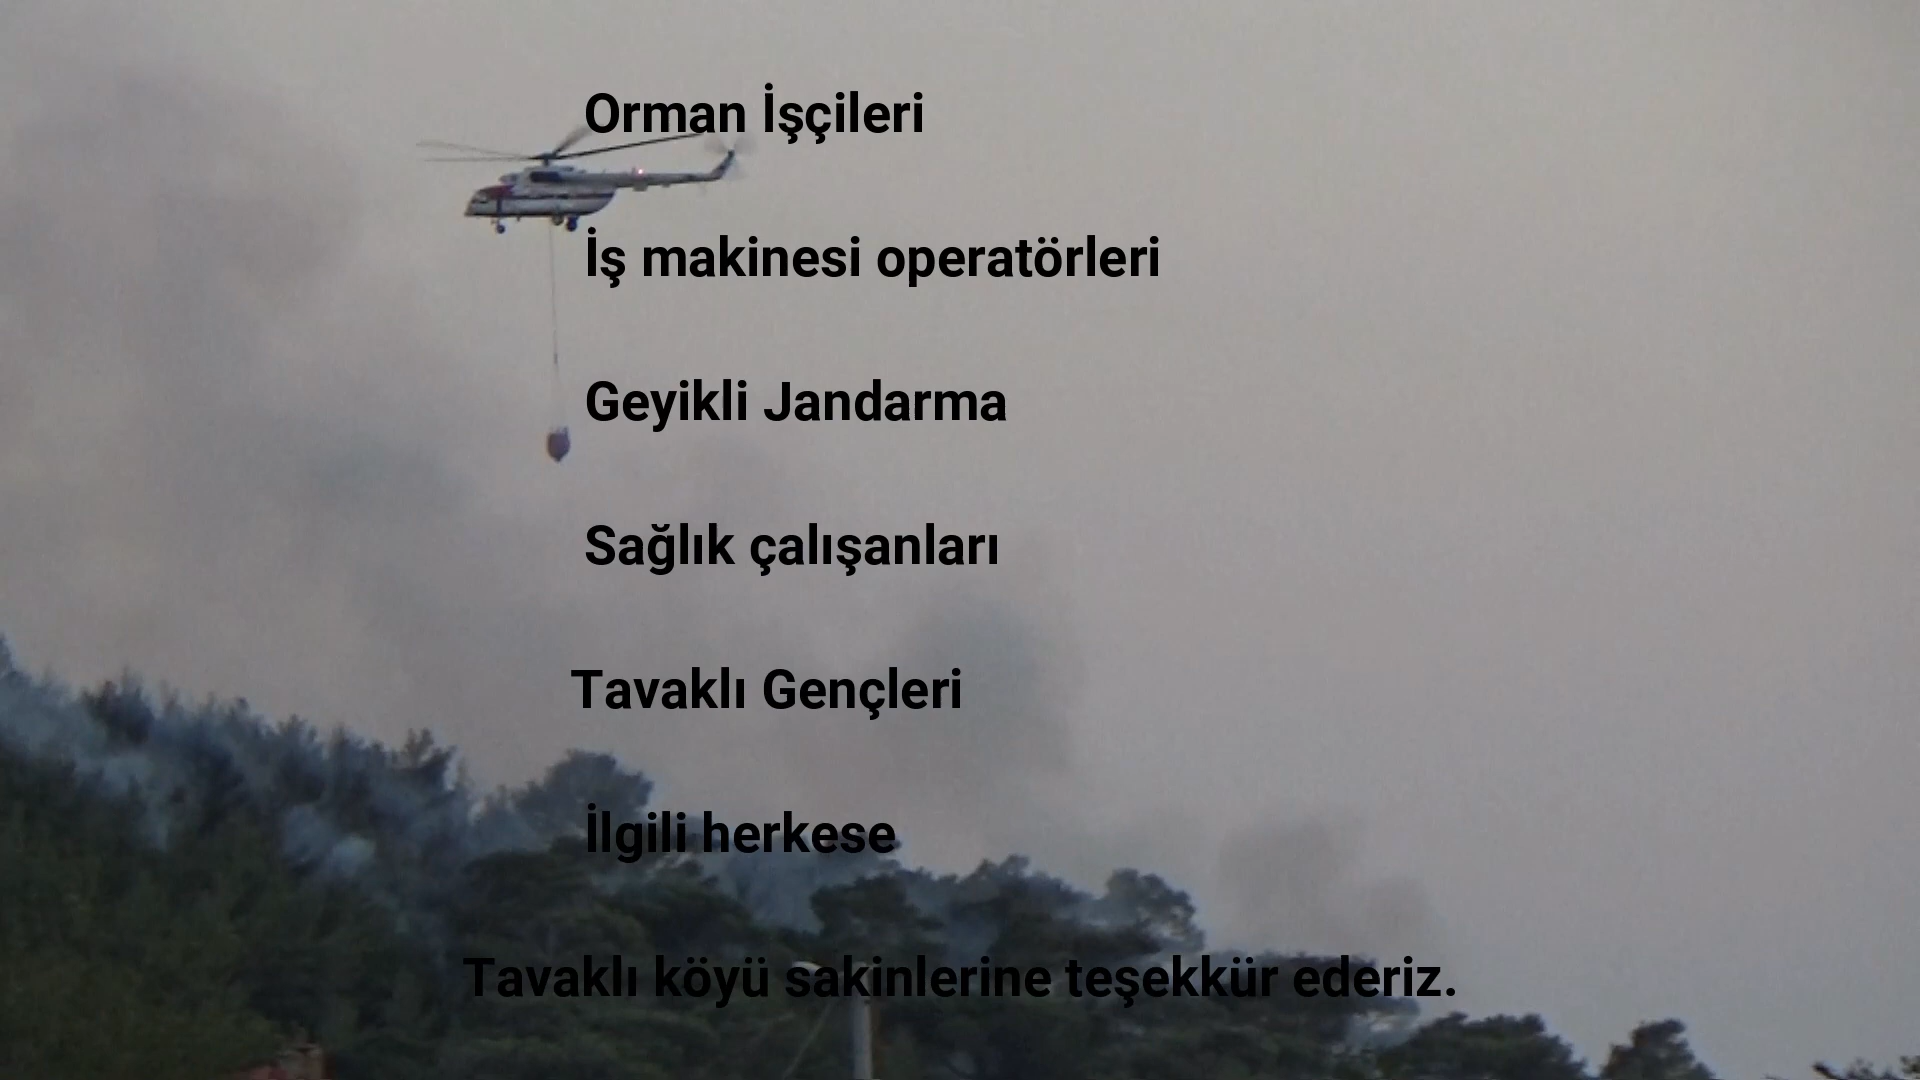 Orman İşçileri
İş makinesi operatörleri
Geyikli Jandarma
Sağlık çalışanları
Tavaklı Gençleri
İlgili herkese
Tavaklı köyü sakinlerine teşekkür ederiz.